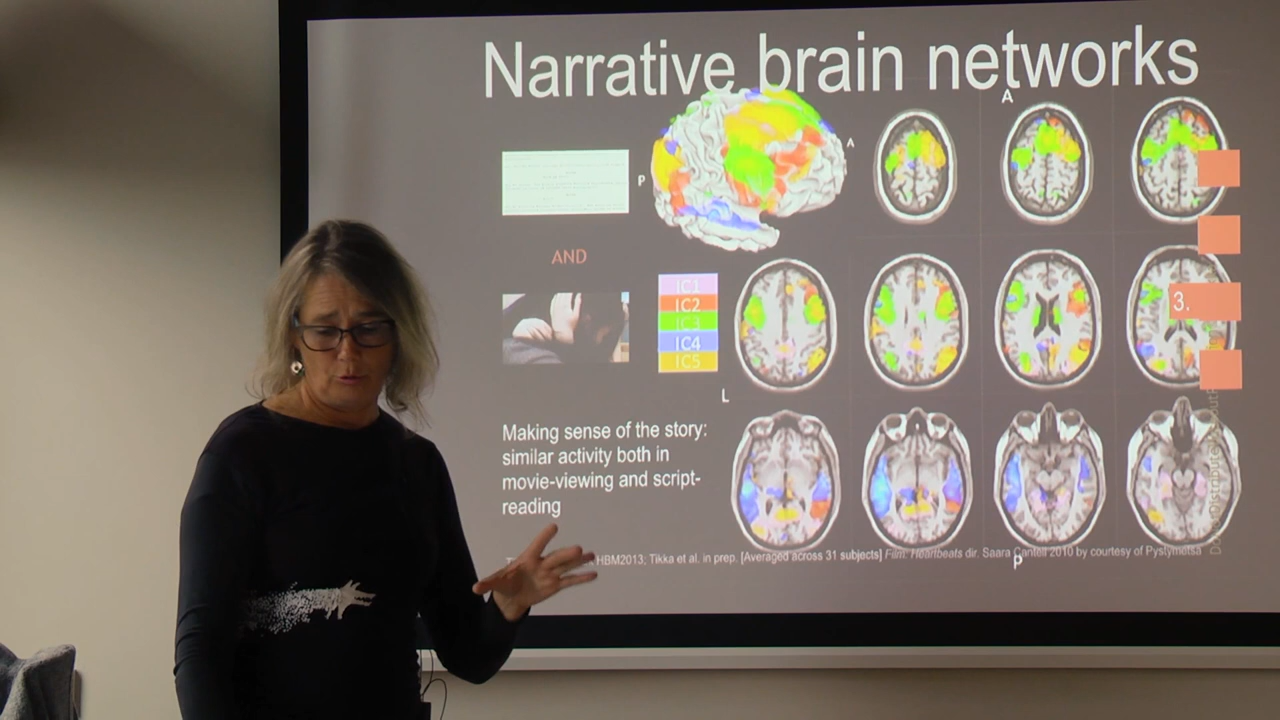 Narrative brain networks
A
A
P
AND
IC1
IC2
IC3
IC4
IC5
3.
L
Making sense of the story:
similar activity both in
movie-viewing and script-
reading
HBM2013; Tikka et al. in prep. [Averaged across 31 subjects] Film: Heartbeats dir. Saara Cantell 2010 by courtesy of Pystymetsä
P